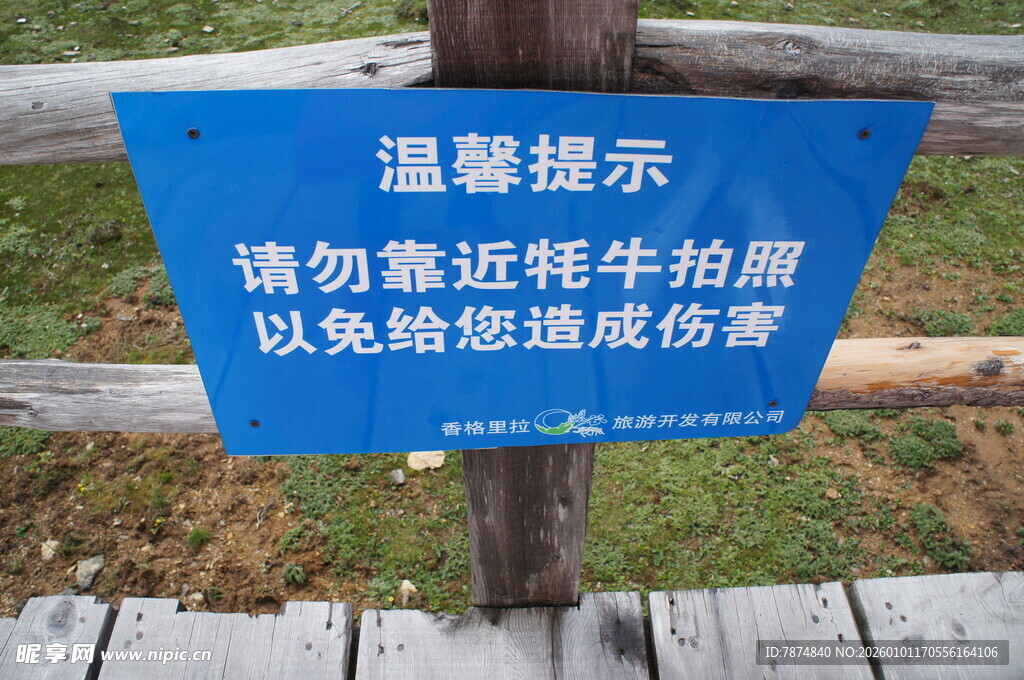 温馨提示
请勿靠近牦牛拍照
以免给您造成伤害
香格里拉 旅游开发有限公司
昵享网 www.nipic.cn
ID:7874840 NO:20260101170556164106